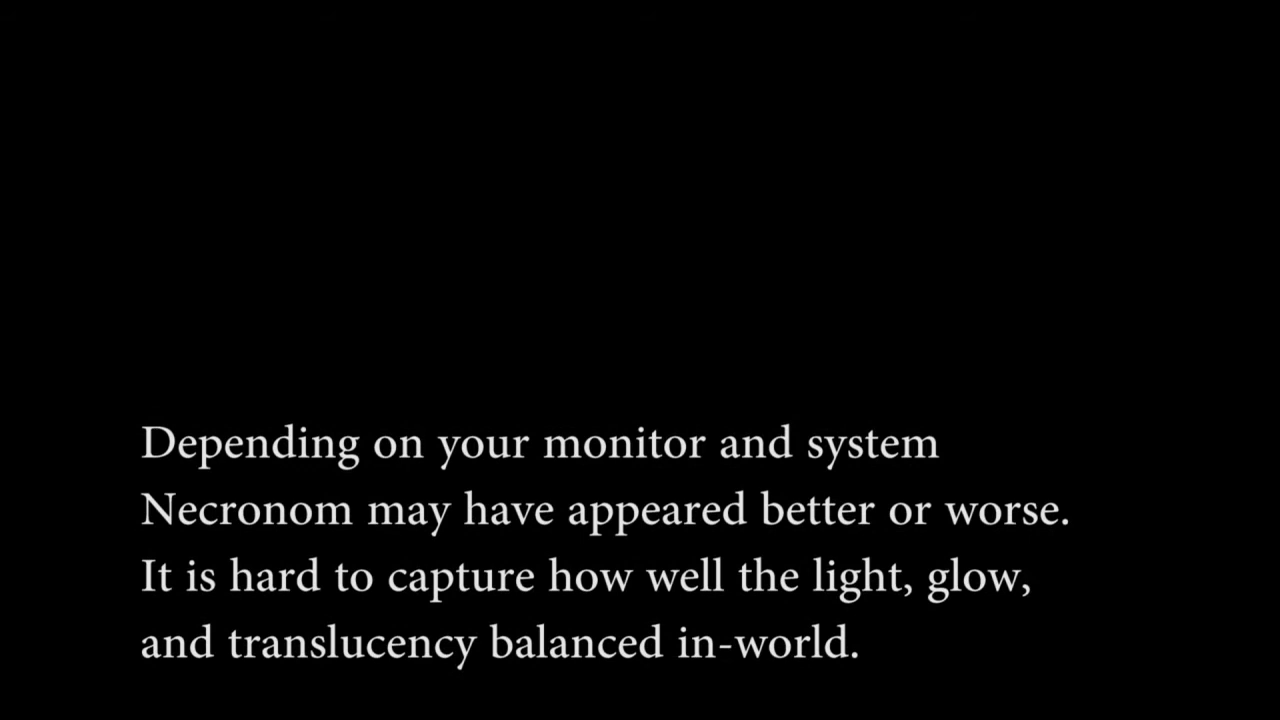 Depending on your monitor and system
Necronom may have appeared better or worse.
It is hard to capture how well the light, glow,
and translucency balanced in-world.